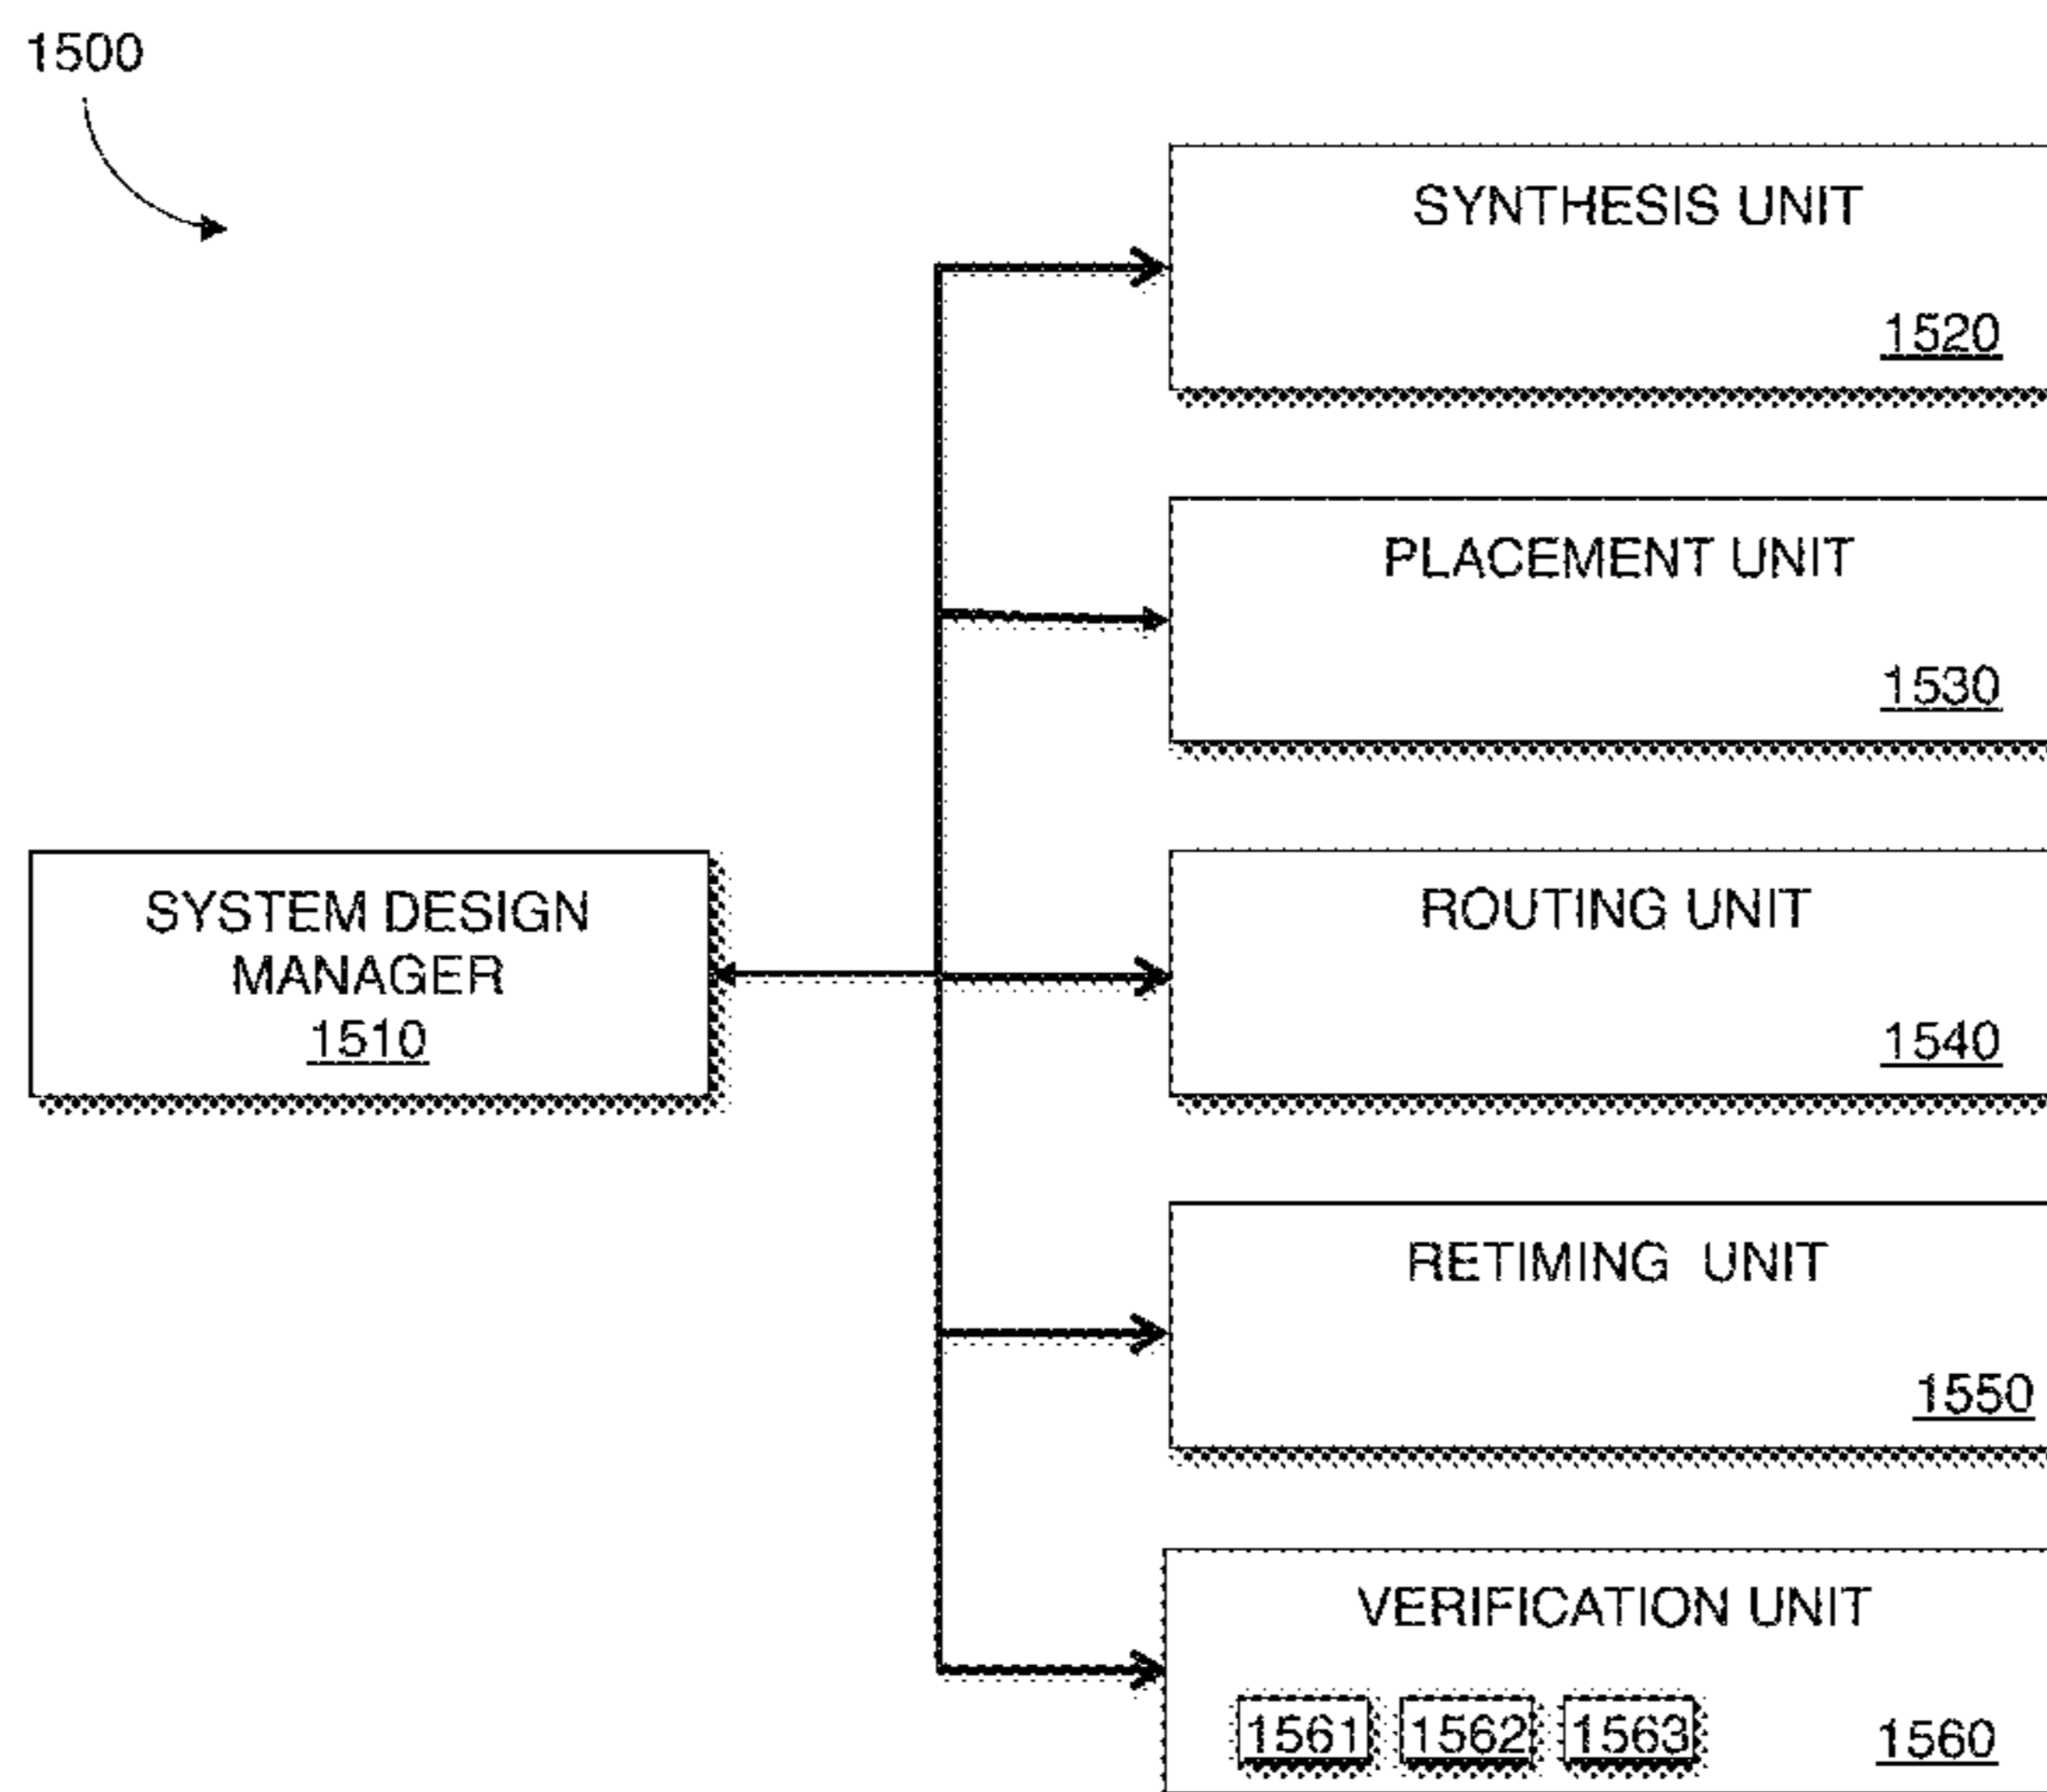 1500
SYNTHESIS UNIT
1520
PLACEMENT UNIT
1530
SYSTEM DESIGN
MANAGER
1510
ROUTING UNIT
1540
RETIMING UNIT
1550
VERIFICATION UNIT
1561 1562 1563 1560